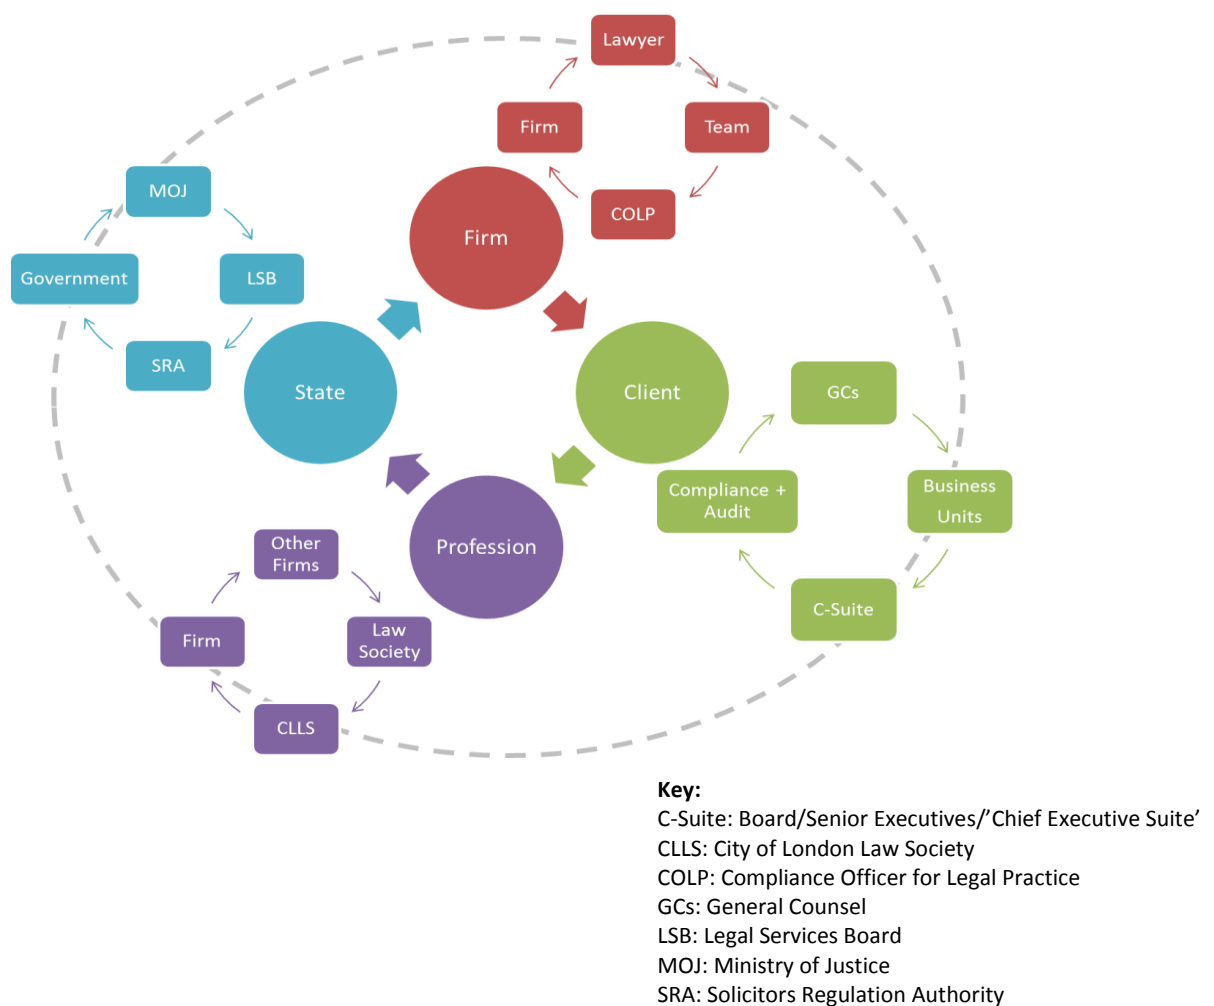 Lawyer
Firm
Team
COLP
Firm
MOJ
Government
LSB
SRA
State
Client
GCs
Compliance +
Audit
Business
Units
C-Suite
Profession
Other
Firms
Firm
Law
Society
CLLS
Key:
C-Suite: Board/Senior Executives/’Chief Executive Suite’
CLLS: City of London Law Society
COLP: Compliance Officer for Legal Practice
GCs: General Counsel
LSB: Legal Services Board
MOJ: Ministry of Justice
SRA: Solicitors Regulation Authority